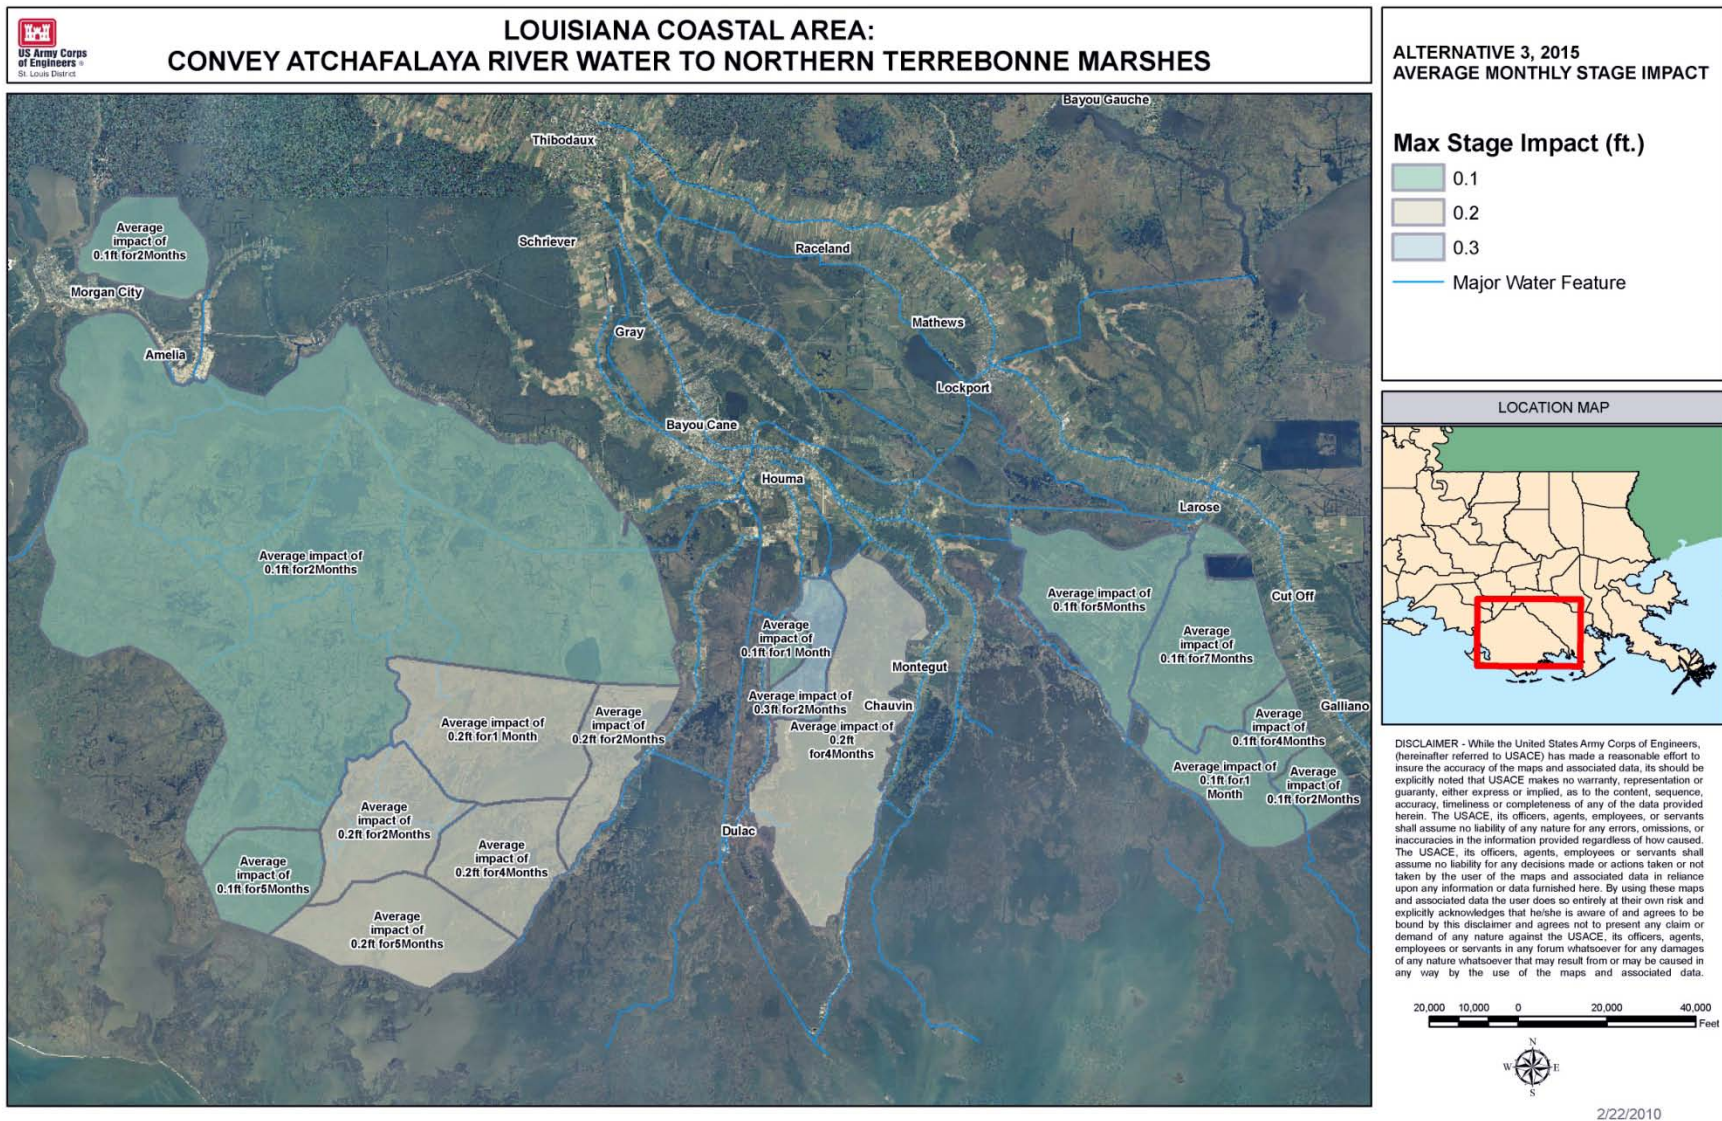 US Army Corps
of Engineers ®
St. Louis District
LOUISIANA COASTAL AREA:
CONVEY ATCHAFALAYA RIVER WATER TO NORTHERN TERREBONNE MARSHES
ALTERNATIVE 3, 2015
AVERAGE MONTHLY STAGE IMPACT
Max Stage Impact (ft.)
0.1
0.2
0.3
Major Water Feature
Bayou Gauche
Thibodaux
Average
impact of
0.1ft for2Months
Schriever
Raceland
Morgan City
Mathews
Gray
Amelia
Lockport
Bayou Cane
Houma
Larose
Average impact of
0.1ft for2Months
Average impact of
0.1ft for5Months
Cut Off
Average
impact of
0.1ft for1 Month
Average
impact of
0.1ft for7Months
Montegut
Average impact of
0.3ft for2Months
Chauvin
Galliano
Average impact of
0.2ft for1 Month
Average
impact of
0.2ft for2Months
Average impact of
0.2ft
for4Months
Average
impact of
0.1ft for4Months
Average impact of
0.1ft for1
Month
Average
impact of
0.1ft for2Months
Average
impact of
0.2ft for2Months
Dulac
Average
impact of
0.2ft for4Months
Average
impact of
0.1ft for5Months
Average
impact of
0.2ft for5Months
LOCATION MAP
DISCLAIMER - While the United States Army Corps of Engineers,
(hereinafter referred to USACE) has made a reasonable effort to
insure the accuracy of the maps and associated data, its should be
explicitly noted that USACE makes no warranty, representation or
guaranty, either express or implied, as to the content, sequence,
accuracy, timeliness or completeness of any of the data provided
herein. The USACE, its officers, agents, employees, or servants
shall assume no liability of any nature for any errors, omissions, or
inaccuracies in the information provided regardless of how caused.
The USACE, its officers, agents, employees or servants shall
assume no liability for any decisions made or actions taken or not
taken by the user of the maps and associated data in reliance
upon any information or data furnished here. By using these maps
and associated data the user does so entirely at their own risk and
explicitly acknowledges that he/she is aware of and agrees to be
bound by this disclaimer and agrees not to present any claim or
demand of any nature against the USACE, its officers, agents,
employees or servants in any forum whatsoever for any damages
of any nature whatsoever that may result from or may be caused in
any way by the use of the maps and associated data.
20,000 10,000 0 20,000 40,000
Feet
N
W E
S
2/22/2010